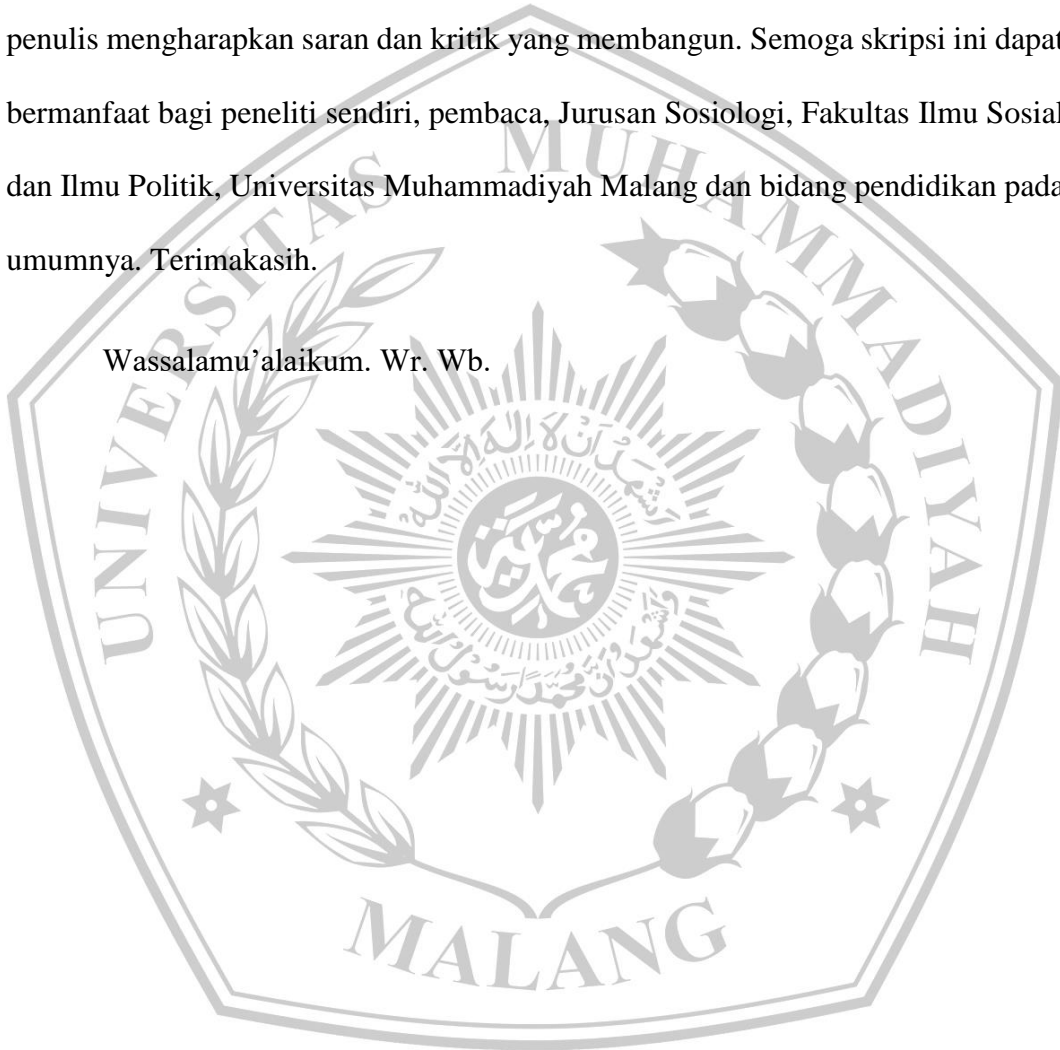 penulis mengharapkan saran dan kritik yang membangun. Semoga skripsi ini dapat
bermanfaat bagi peneliti sendiri, pembaca, Jurusan Sosiologi, Fakultas Ilmu Sosial
dan Ilmu Politik, Universitas Muhammadiyah Malang dan bidang pendidikan pada
umumnya. Terimakasih.
Wassalamu’alaikum. Wr. Wb.
UNIVERSITAS MUHAMMADIYAH
MALANG